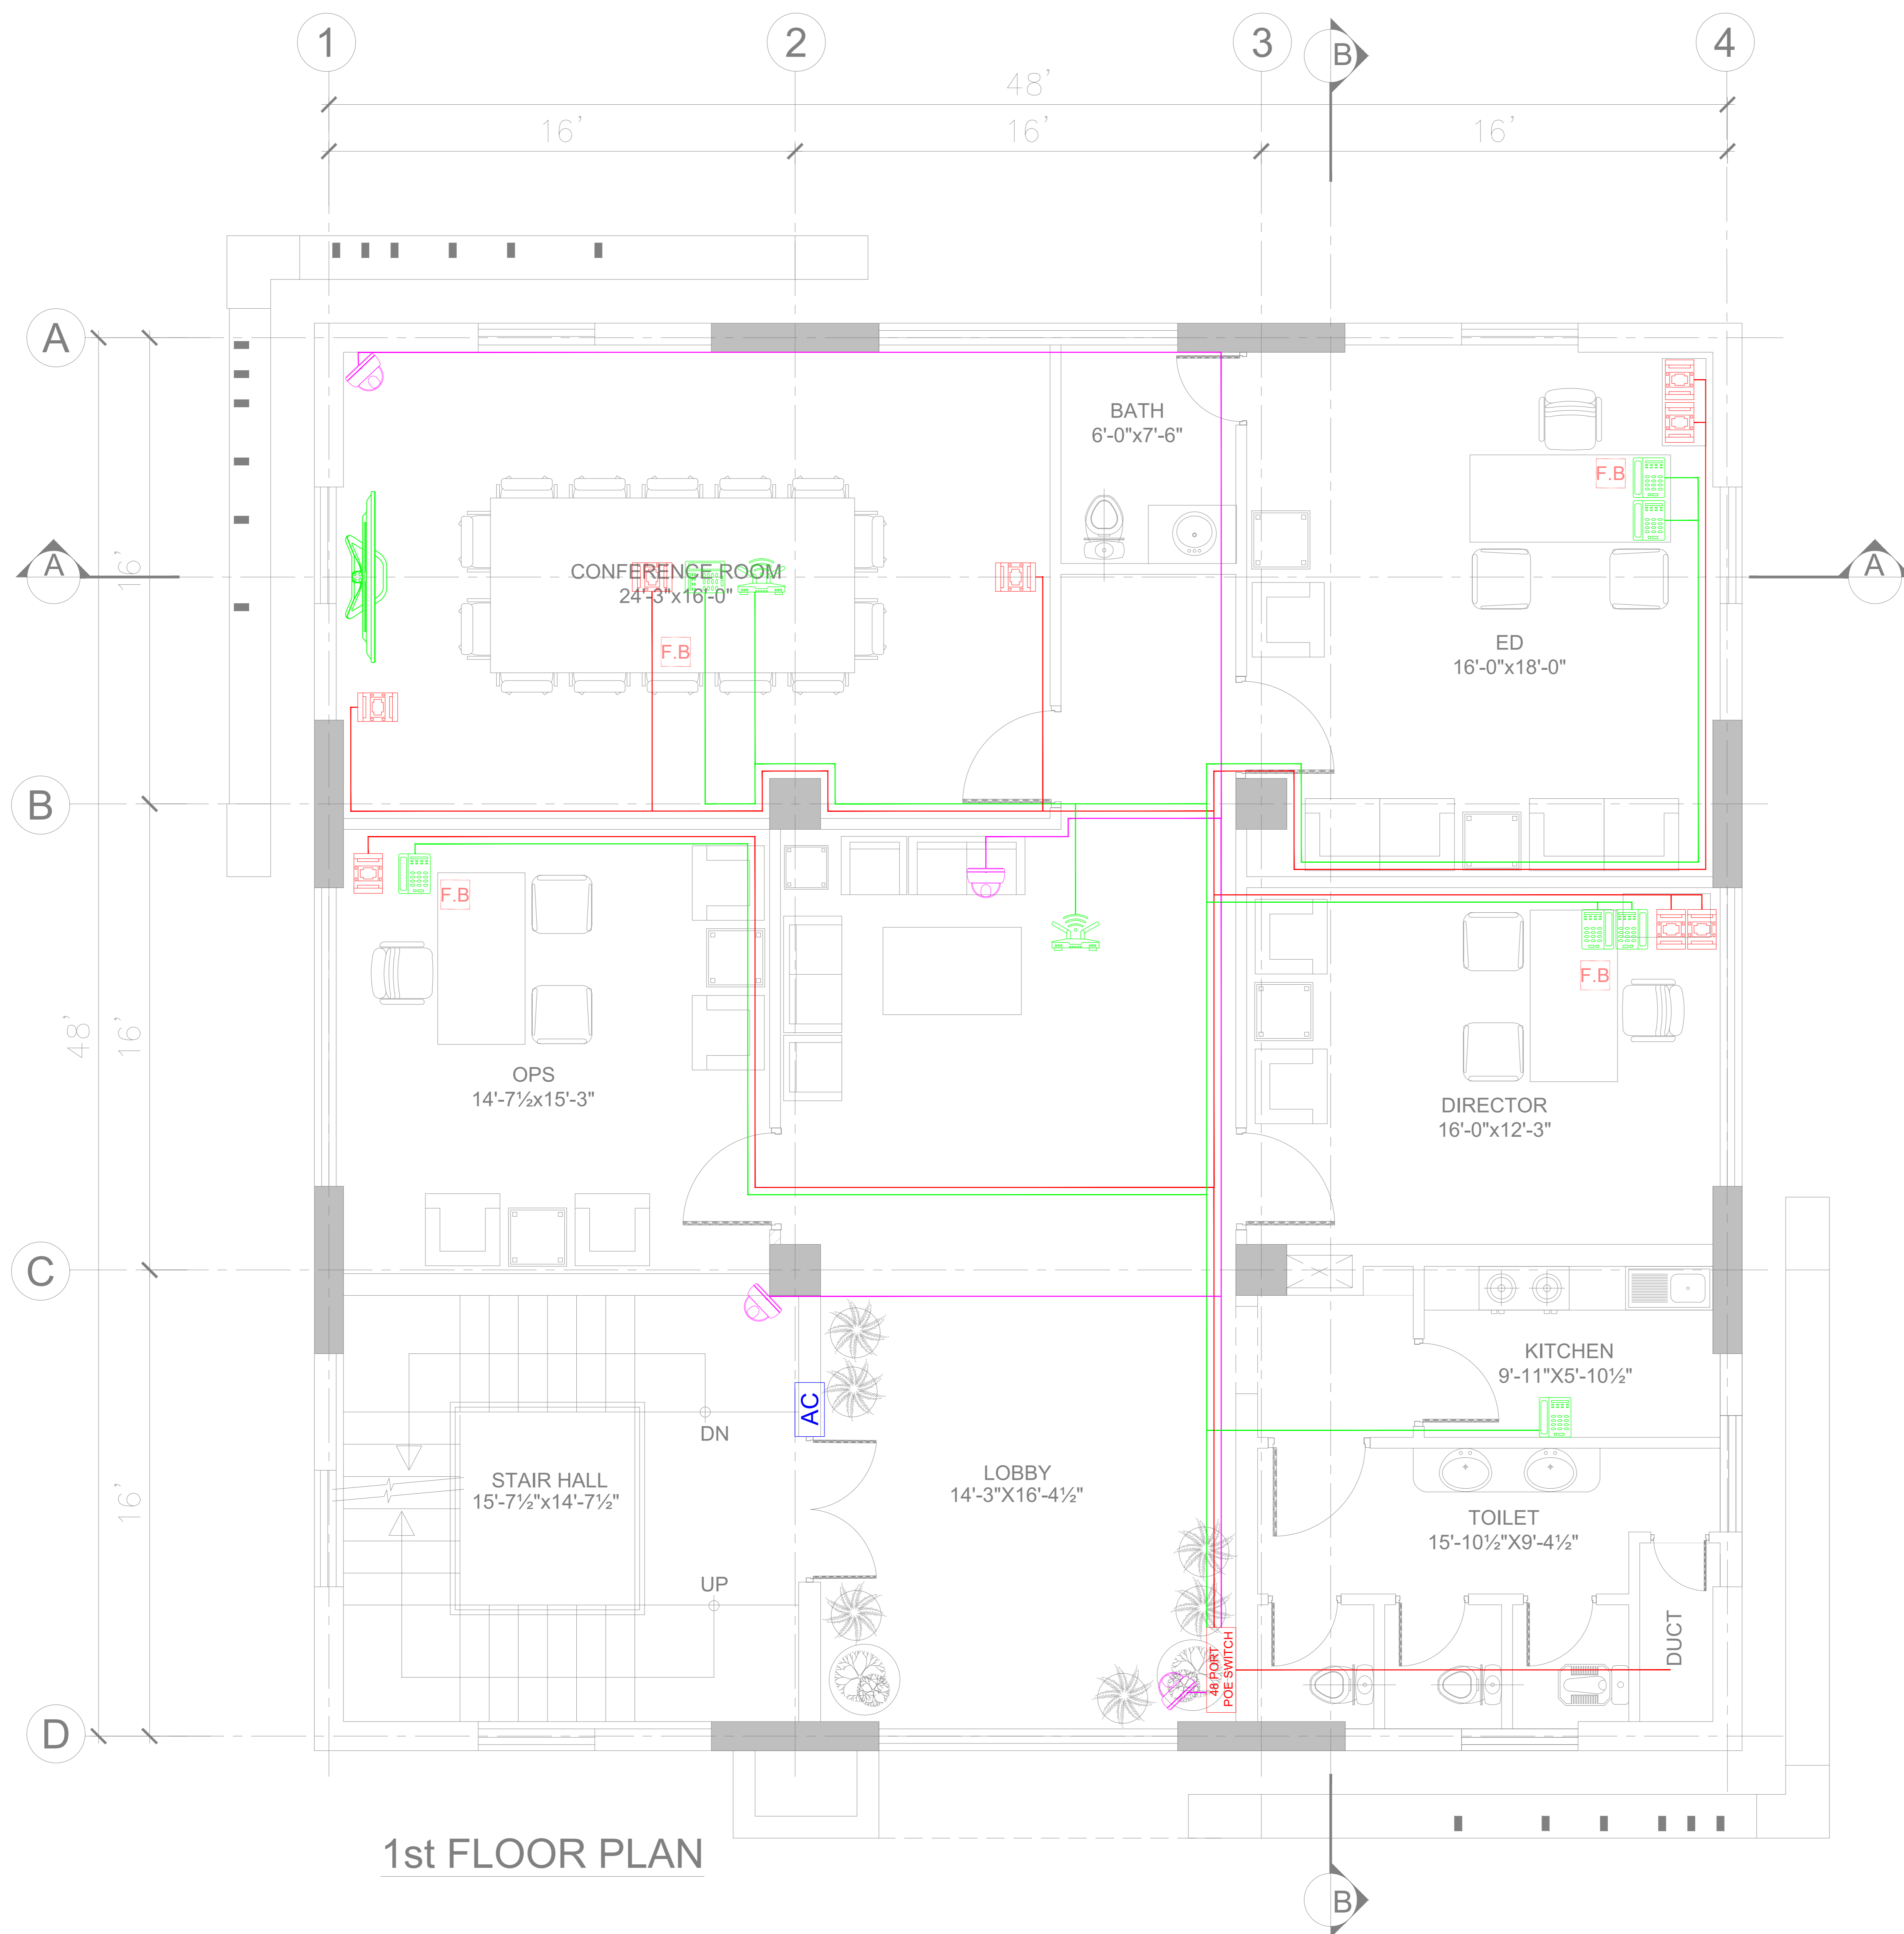 1
2
3
B
4
48'
16'
16'
16'
A
BATH
6'-0"x7'-6"
F.B
A
16'
CONFERENCE ROOM
24'-3"x16'-0"
A
F.B
ED
16'-0"x18'-0"
B
F.B
F.B
48'
16'
OPS
14'-7½x15'-3"
DIRECTOR
16'-0"x12'-3"
C
KITCHEN
9'-11"X5'-10½"
AC
DN
STAIR HALL
15'-7½"x14'-7½"
LOBBY
14'-3"X16'-4½"
16'
TOILET
15'-10½"X9'-4½"
UP
DUCT
48 PORT
POE SWITCH
D
1st FLOOR PLAN
B